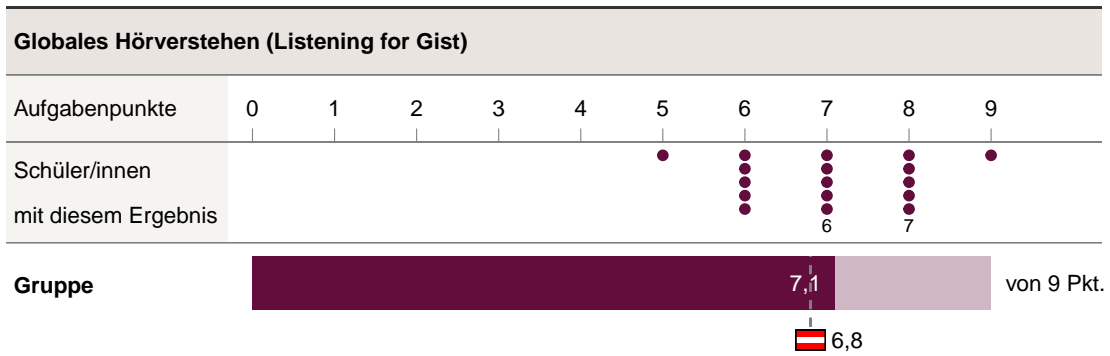 Globales Hörverstehen (Listening for Gist)
Aufgabenpunkte 0 1 2 3 4 5 6 7 8 9
Schüler/innen
mit diesem Ergebnis
6 7
Gruppe 7,1 von 9 Pkt.
6,8